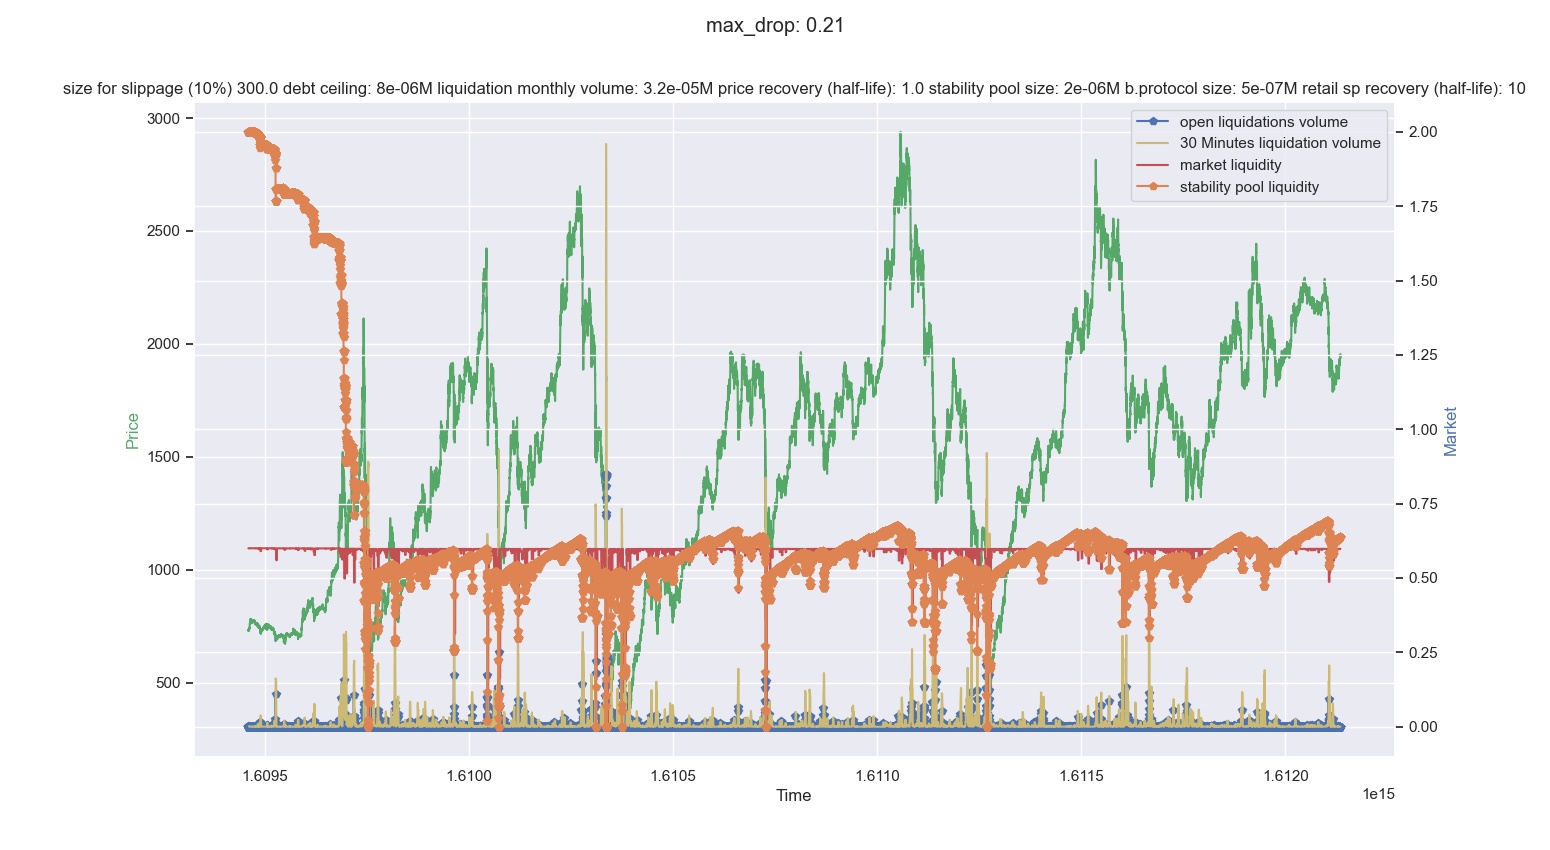 max_drop: 0.21
size for slippage (10%) 300.0 debt ceiling: 8e-06M liquidation monthly volume: 3.2e-05M price recovery (half-life): 1.0 stability pool size: 2e-06M b.protocol size: 5e-07M retail sp recovery (half-life): 10
open liquidations volume
30 Minutes liquidation volume
market liquidity
stability pool liquidity
3000
2500
2000
1500
1000
500
Price
2.00
1.75
1.50
1.25
1.00
0.75
0.50
0.25
0.00
Market
1.6095 1.6100 1.6105 1.6110 1.6115 1.6120
Time
1e15